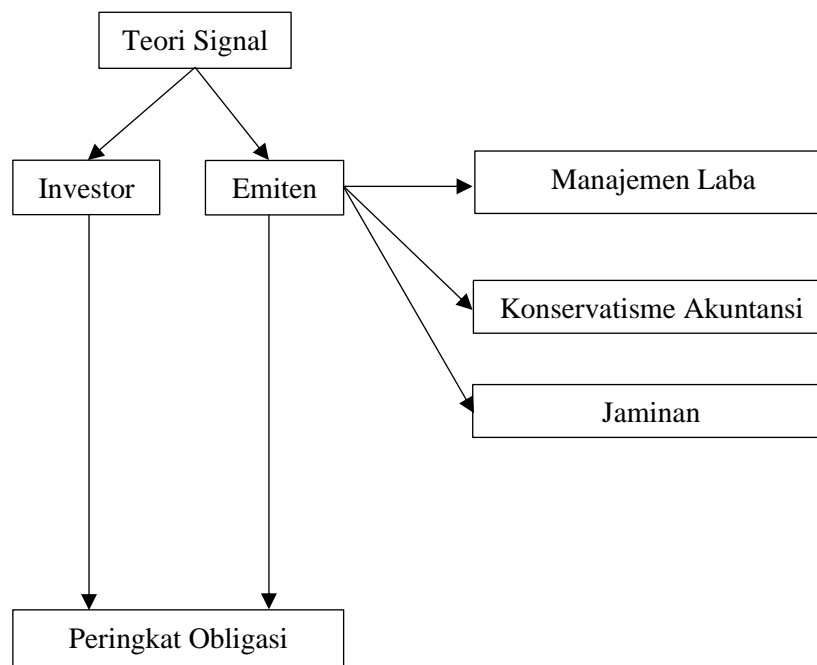 Teori Signal
Investor
Emiten
Manajemen Laba
Konservatisme Akuntansi
Jaminan
Peringkat Obligasi